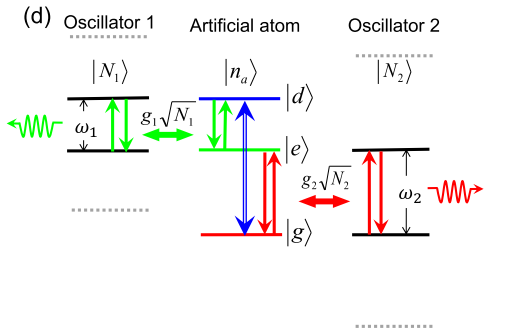 (d)
Oscillator 1 Artificial atom Oscillator 2
|N₁⟩ |nₐ⟩ |N₂⟩
|d⟩
ω₁ g₁√N₁
|e⟩
g₂√N₂ ω₂
|g⟩